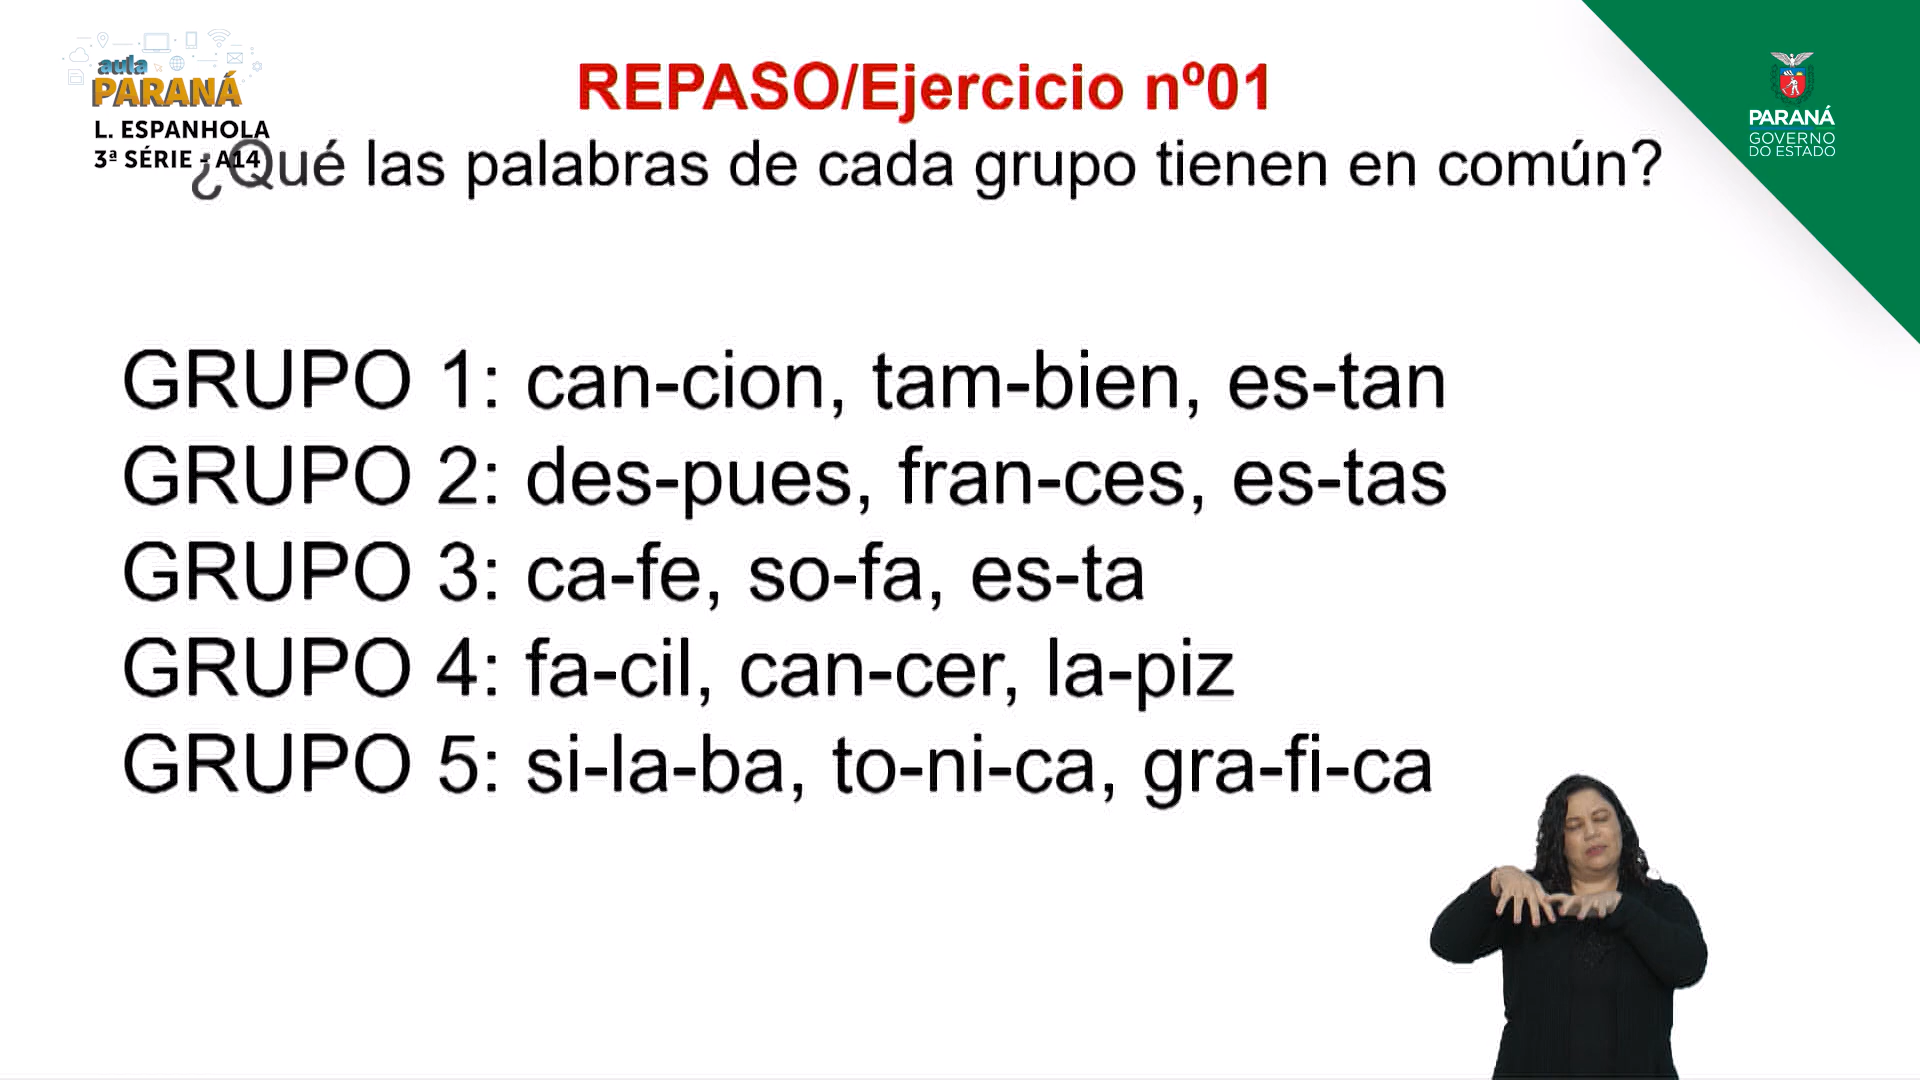 aula
PARANÁ
L. ESPANHOLA
3ª SÉRIE - A14
REPASO/Ejercicio nº01
¿Qué las palabras de cada grupo tienen en común?
PARANÁ
GOVERNO
DO ESTADO
GRUPO 1: can-cion, tam-bien, es-tan
GRUPO 2: des-pues, fran-ces, es-tas
GRUPO 3: ca-fe, so-fa, es-ta
GRUPO 4: fa-cil, can-cer, la-piz
GRUPO 5: si-la-ba, to-ni-ca, gra-fi-ca